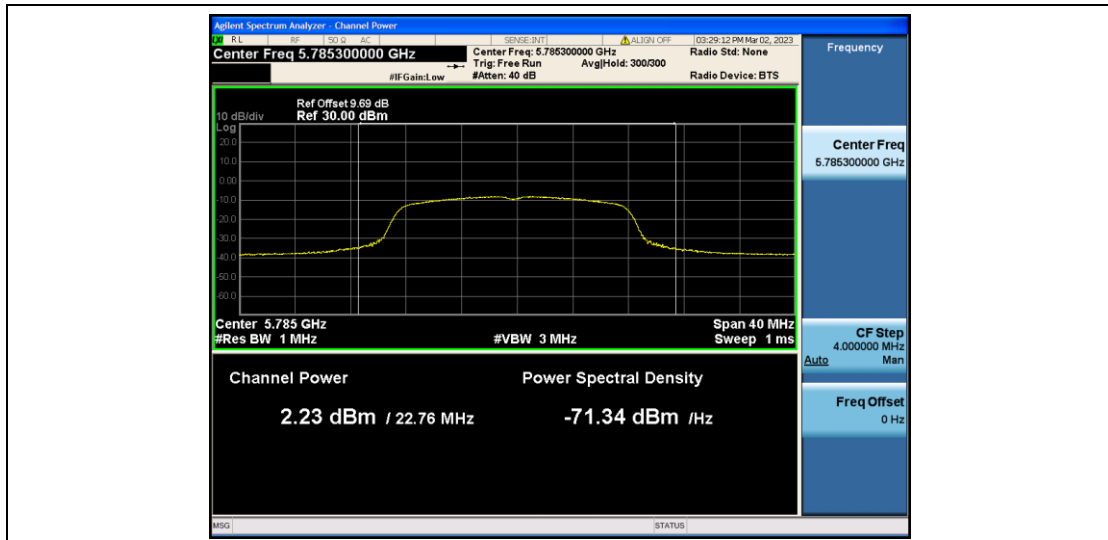 Agilent Spectrum Analyzer - Channel Power
RL RF 50 Ω AC SENSE:INT ALIGN OFF 03:29:12 PM Mar 02, 2023
Center Freq 5.785300000 GHz
Center Freq: 5.785300000 GHz
Radio Std: None
Trig: Free Run Avg|Hold: 300/300
#IFGain:Low #Atten: 40 dB Radio Device: BTS
Ref Offset 9.69 dB
10 dB/div Ref 30.00 dBm
Log
20.0
10.0
0.00
-10.0
-20.0
-30.0
-40.0
-50.0
-60.0
Center 5.785 GHz Span 40 MHz
#Res BW 1 MHz #VBW 3 MHz Sweep 1 ms
Channel Power Power Spectral Density
2.23 dBm / 22.76 MHz -71.34 dBm /Hz
MSG STATUS
Frequency
Center Freq
5.785300000 GHz
CF Step
4.000000 MHz
Auto Man
Freq Offset
0 Hz